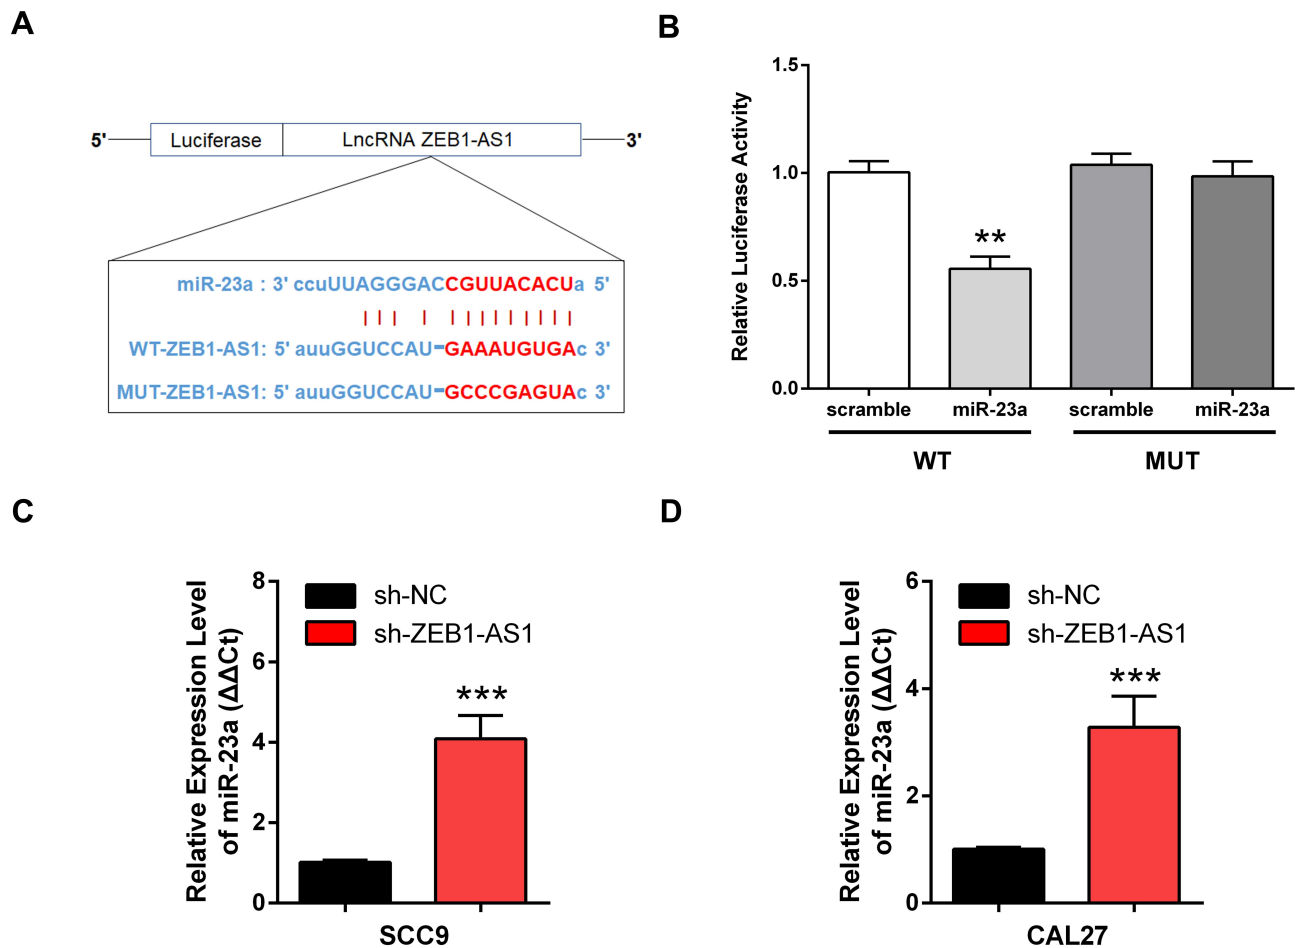 A
5' Luciferase LncRNA ZEB1-AS1 3'
miR-23a : 3' ccuUUAGGGACCGUUACACUa 5'
WT-ZEB1-AS1: 5' auuGGUCCAU-GAAAUGUGAc 3'
MUT-ZEB1-AS1: 5' auuGGUCCAU-GCCCGAGUAc 3'
B
Relative Luciferase Activity
1.5
1.0
0.5
0.0
**
scramble miR-23a scramble miR-23a
WT MUT
C
Relative Expression Level
of miR-23a (ΔΔCt)
8
6
4
2
0
sh-NC
sh-ZEB1-AS1
***
SCC9
D
Relative Expression Level
of miR-23a (ΔΔCt)
6
4
2
0
sh-NC
sh-ZEB1-AS1
***
CAL27